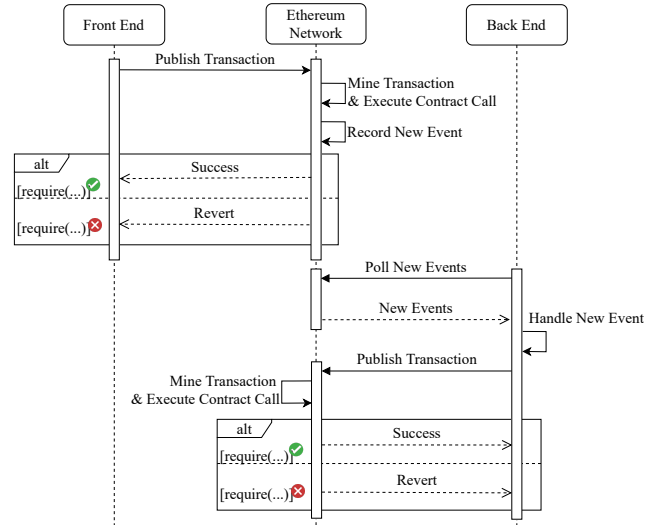 Front End
Ethereum
Network
Back End
Publish Transaction
Mine Transaction
& Execute Contract Call
Record New Event
alt
Success
[require(...)]
Revert
[require(...)]
Poll New Events
New Events
Handle New Event
Publish Transaction
Mine Transaction
& Execute Contract Call
alt
Success
[require(...)]
Revert
[require(...)]